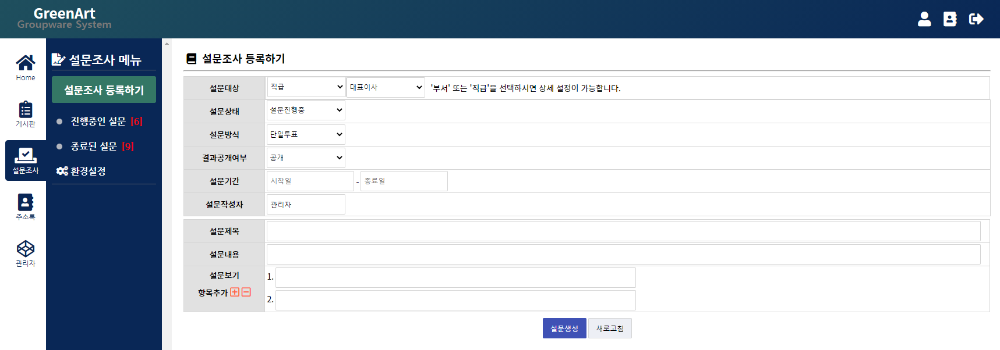 GreenArt
Groupware System
Home
게시판
설문조사
주소록
관리자
설문조사 메뉴
설문조사 등록하기
진행중인 설문 [6]
종료된 설문 [9]
환경설정
설문조사 등록하기
설문대상 직급 대표이사 '부서' 또는 '직급'을 선택하시면 상세 설정이 가능합니다.
설문상태 설문진행중
설문방식 단일투표
결과공개여부 공개
설문기간 시작일 - 종료일
설문작성자 관리자
설문제목
설문내용
설문보기 1.
항목추가
2.
설문생성 새로고침